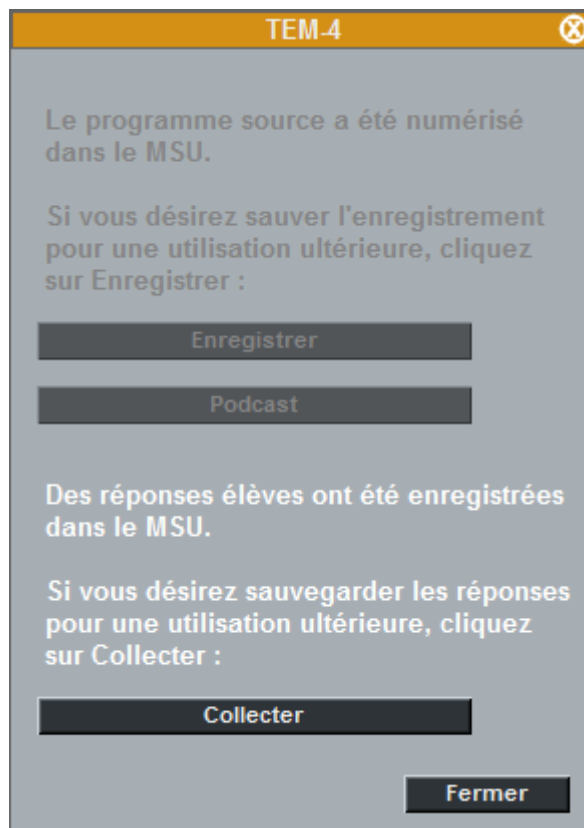 TEM-4
Le programme source a été numérisé
dans le MSU.
Si vous désirez sauver l'enregistrement
pour une utilisation ultérieure, cliquez
sur Enregistrer :
Enregistrer
Podcast
Des réponses élèves ont été enregistrées
dans le MSU.
Si vous désirez sauvegarder les réponses
pour une utilisation ultérieure, cliquez
sur Collecter :
Collecter
Fermer